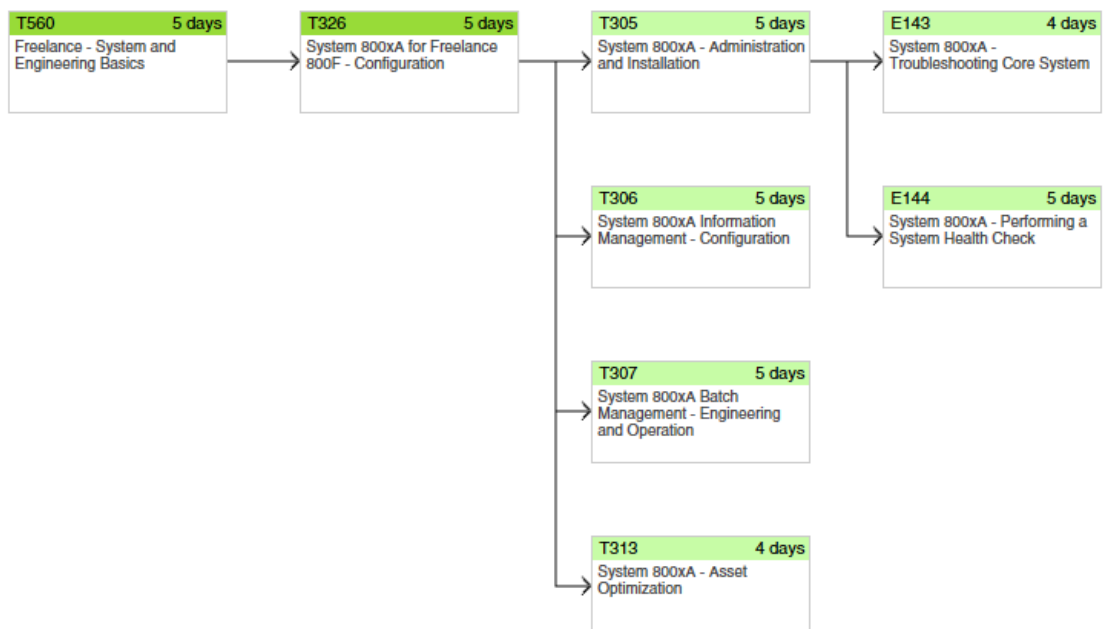 T560 5 days
Freelance - System and
Engineering Basics
T326 5 days
System 800xA for Freelance
800F - Configuration
T305 5 days
System 800xA - Administration
and Installation
E143 4 days
System 800xA -
Troubleshooting Core System
T306 5 days
System 800xA Information
Management - Configuration
E144 5 days
System 800xA - Performing a
System Health Check
T307 5 days
System 800xA Batch
Management - Engineering
and Operation
T313 4 days
System 800xA - Asset
Optimization